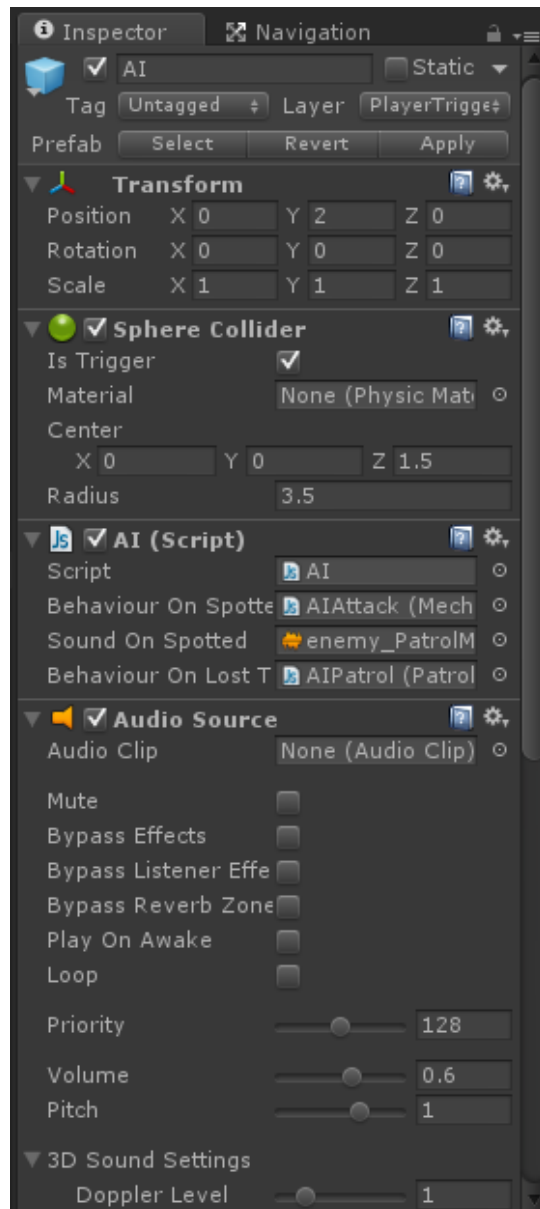 Inspector Navigation
AI Static
Tag Untagged Layer PlayerTrigge
Prefab Select Revert Apply
Transform
Position X 0 Y 2 Z 0
Rotation X 0 Y 0 Z 0
Scale X 1 Y 1 Z 1
Sphere Collider
Is Trigger
Material None (Physic Mat
Center
X 0 Y 0 Z 1.5
Radius 3.5
Js AI (Script)
Script Js AI
Behaviour On Spotte Js AIAttack (Mech
Sound On Spotted enemy_PatrolM
Behaviour On Lost T Js AIPatrol (Patrol
Audio Source
Audio Clip None (Audio Clip)
Mute
Bypass Effects
Bypass Listener Effe
Bypass Reverb Zone
Play On Awake
Loop
Priority 128
Volume 0.6
Pitch 1
3D Sound Settings
Doppler Level 1